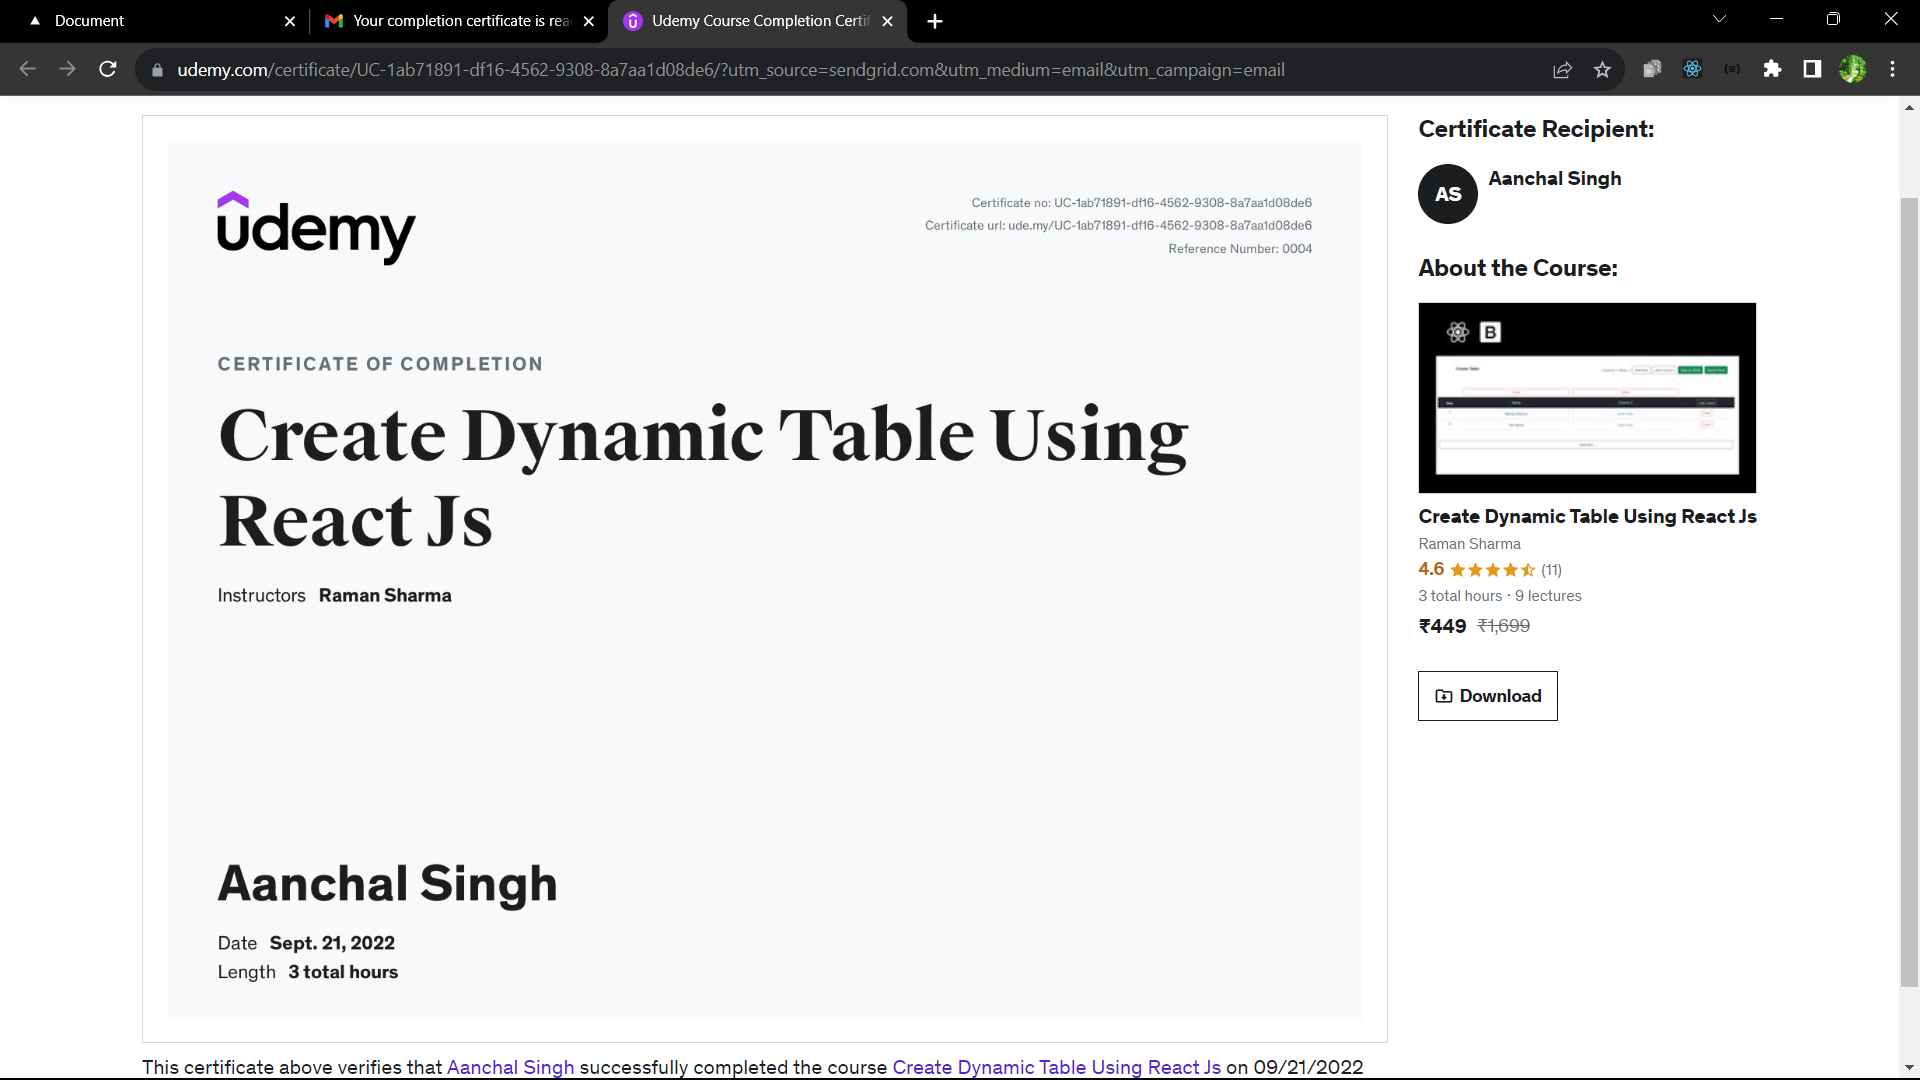 Document
Your completion certificate is rea
Udemy Course Completion Certif
udemy.com/certificate/UC-1ab71891-df16-4562-9308-8a7aa1d08de6/?utm_source=sendgrid.com&utm_medium=email&utm_campaign=email
udemy
Certificate no: UC-1ab71891-df16-4562-9308-8a7aa1d08de6
Certificate url: ude.my/UC-1ab71891-df16-4562-9308-8a7aa1d08de6
Reference Number: 0004
CERTIFICATE OF COMPLETION
Create Dynamic Table Using
React Js
Instructors Raman Sharma
Aanchal Singh
Date Sept. 21, 2022
Length 3 total hours
This certificate above verifies that Aanchal Singh successfully completed the course Create Dynamic Table Using React Js on 09/21/2022
Certificate Recipient:
AS
Aanchal Singh
About the Course:
B
Create Table
Create Dynamic Table Using React Js
Raman Sharma
4.6 (11)
3 total hours · 9 lectures
₹449 ₹1,699
Download